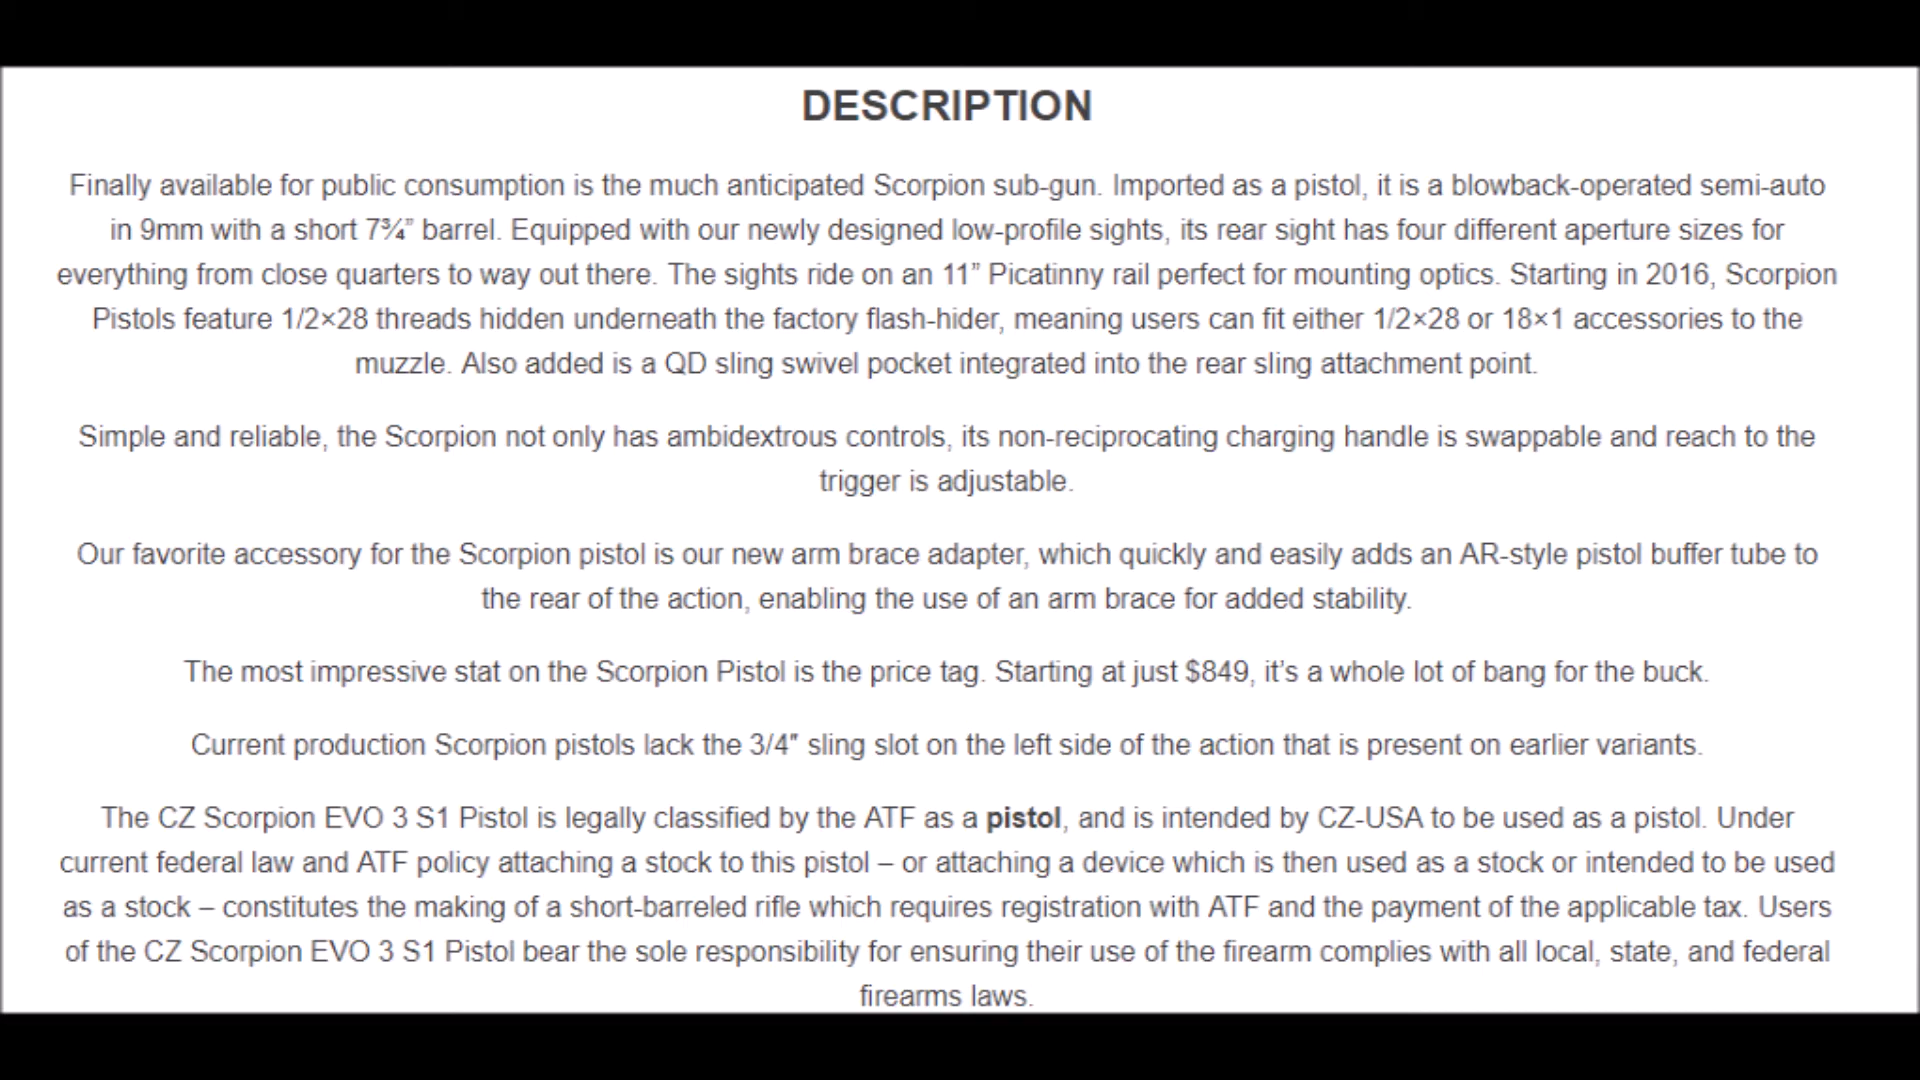 DESCRIPTION
Finally available for public consumption is the much anticipated Scorpion sub-gun. Imported as a pistol, it is a blowback-operated semi-auto
in 9mm with a short 7¾” barrel. Equipped with our newly designed low-profile sights, its rear sight has four different aperture sizes for
everything from close quarters to way out there. The sights ride on an 11” Picatinny rail perfect for mounting optics. Starting in 2016, Scorpion
Pistols feature 1/2×28 threads hidden underneath the factory flash-hider, meaning users can fit either 1/2×28 or 18×1 accessories to the
muzzle. Also added is a QD sling swivel pocket integrated into the rear sling attachment point.
Simple and reliable, the Scorpion not only has ambidextrous controls, its non-reciprocating charging handle is swappable and reach to the
trigger is adjustable.
Our favorite accessory for the Scorpion pistol is our new arm brace adapter, which quickly and easily adds an AR-style pistol buffer tube to
the rear of the action, enabling the use of an arm brace for added stability.
The most impressive stat on the Scorpion Pistol is the price tag. Starting at just $849, it’s a whole lot of bang for the buck.
Current production Scorpion pistols lack the 3/4″ sling slot on the left side of the action that is present on earlier variants.
The CZ Scorpion EVO 3 S1 Pistol is legally classified by the ATF as a pistol, and is intended by CZ-USA to be used as a pistol. Under
current federal law and ATF policy attaching a stock to this pistol – or attaching a device which is then used as a stock or intended to be used
as a stock – constitutes the making of a short-barreled rifle which requires registration with ATF and the payment of the applicable tax. Users
of the CZ Scorpion EVO 3 S1 Pistol bear the sole responsibility for ensuring their use of the firearm complies with all local, state, and federal
firearms laws.